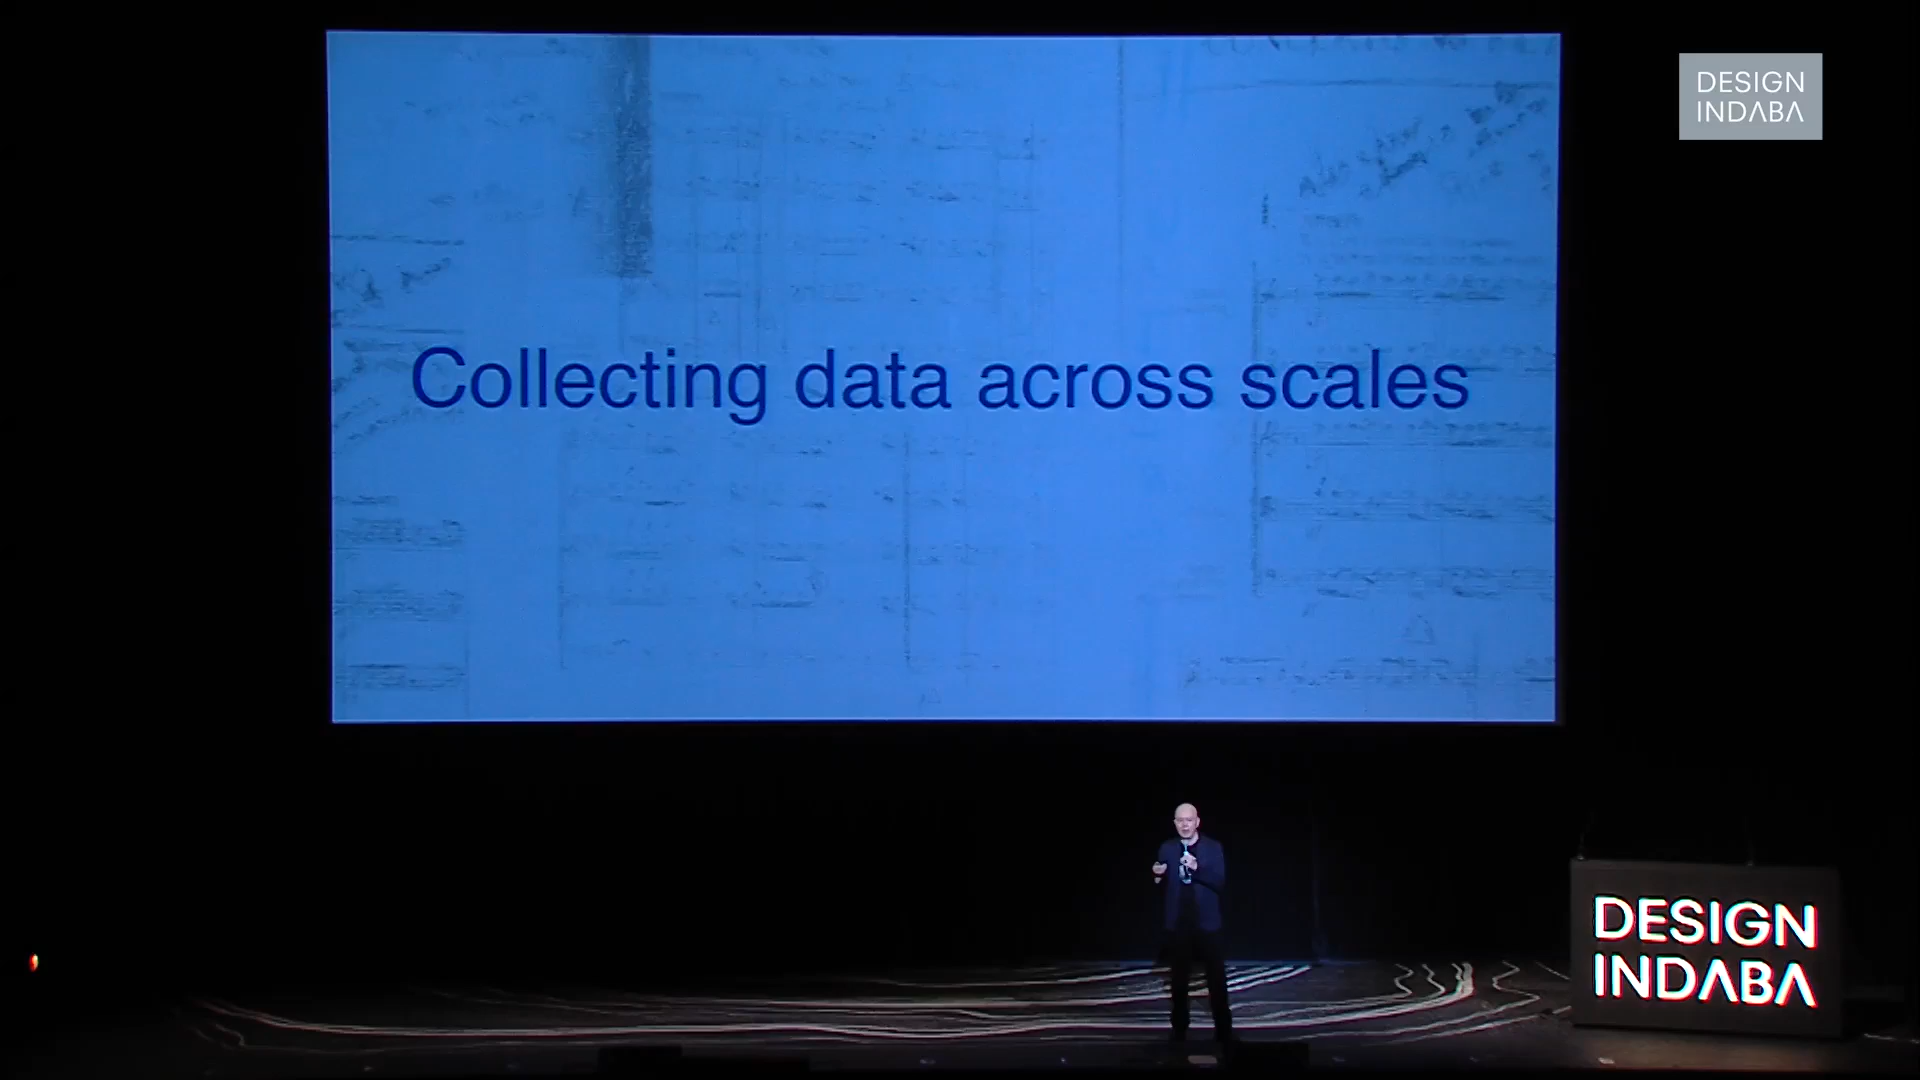 Collecting data across scales
DESIGN
INDABA
DESIGN
INDABA